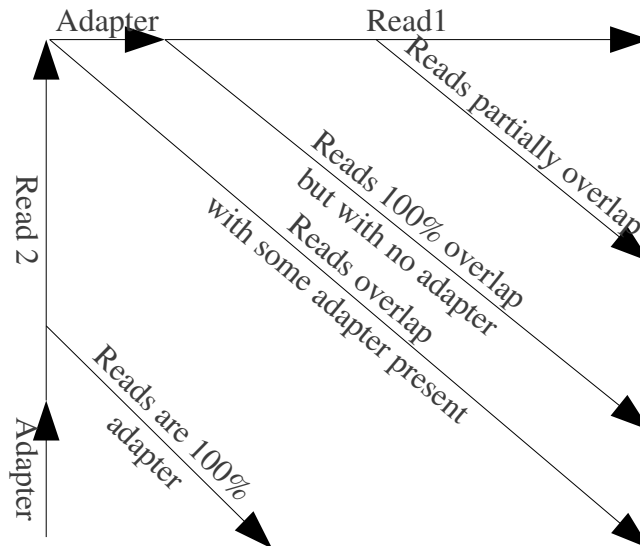 Adapter
Read1
Reads partially overlap
Reads 100% overlap
but with no adapter
Reads overlap
with some adapter present
Read 2
Reads are 100%
adapter
Adapter